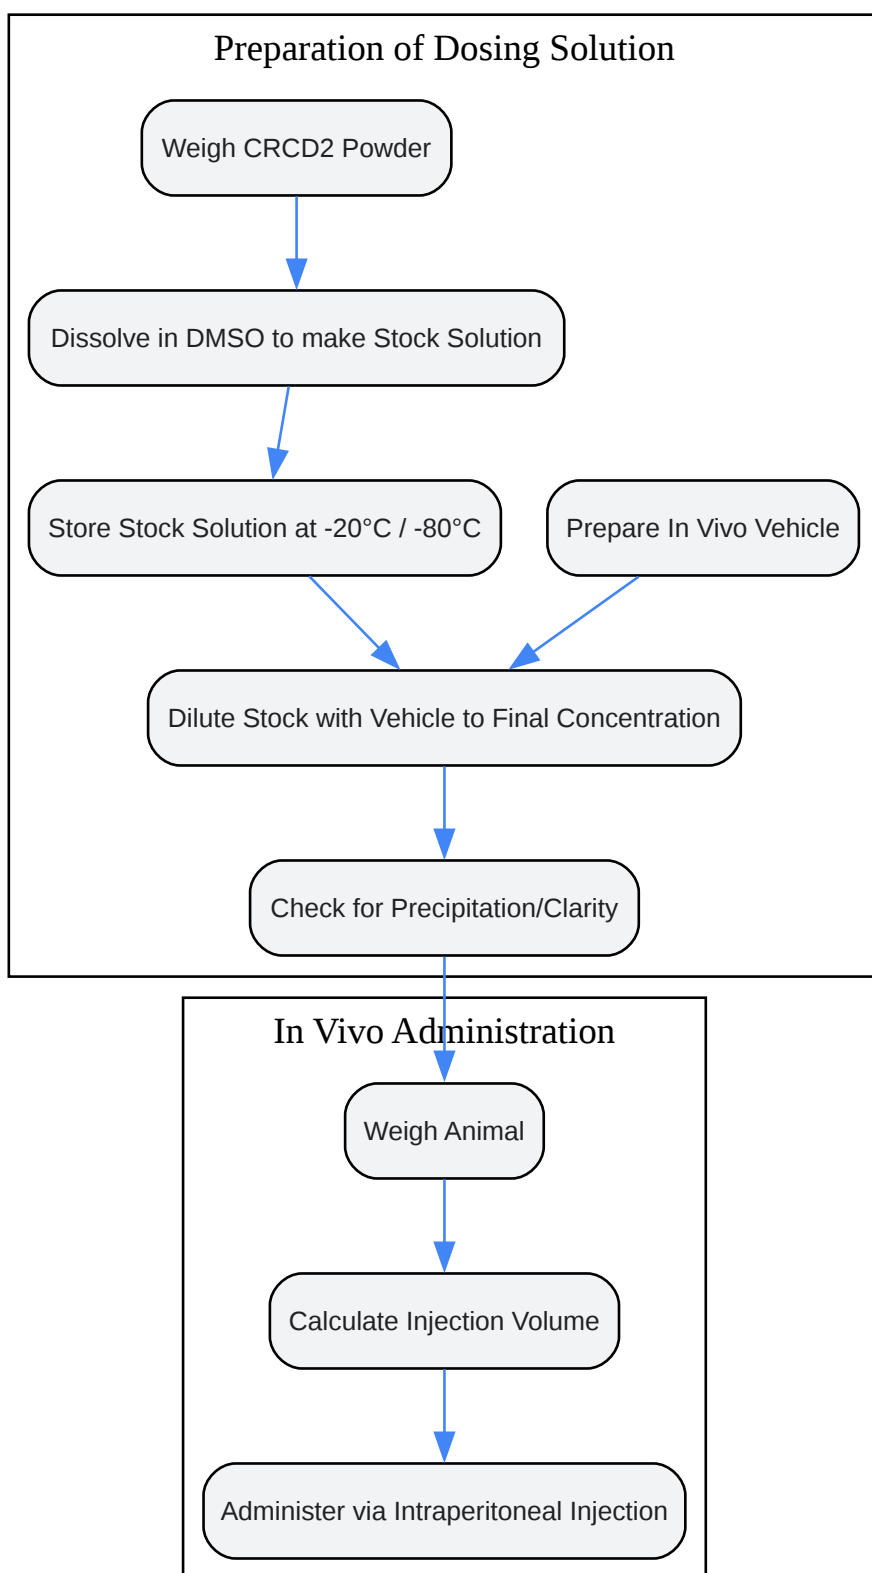 Preparation of Dosing Solution
Weigh CRCD2 Powder
Dissolve in DMSO to make Stock Solution
Store Stock Solution at -20°C / -80°C
Prepare In Vivo Vehicle
Dilute Stock with Vehicle to Final Concentration
Check for Precipitation/Clarity
In Vivo Administration
Weigh Animal
Calculate Injection Volume
Administer via Intraperitoneal Injection